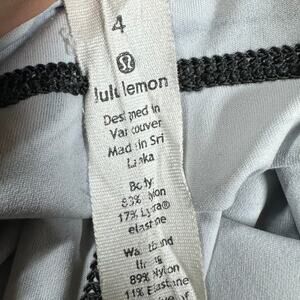 4
lululemon
Designed in
Vancouver
Made in Sri
Lanka
Body
83% Nylon
17% Lycra®
elastane
Waistband
89% Nylon
11% Elastane